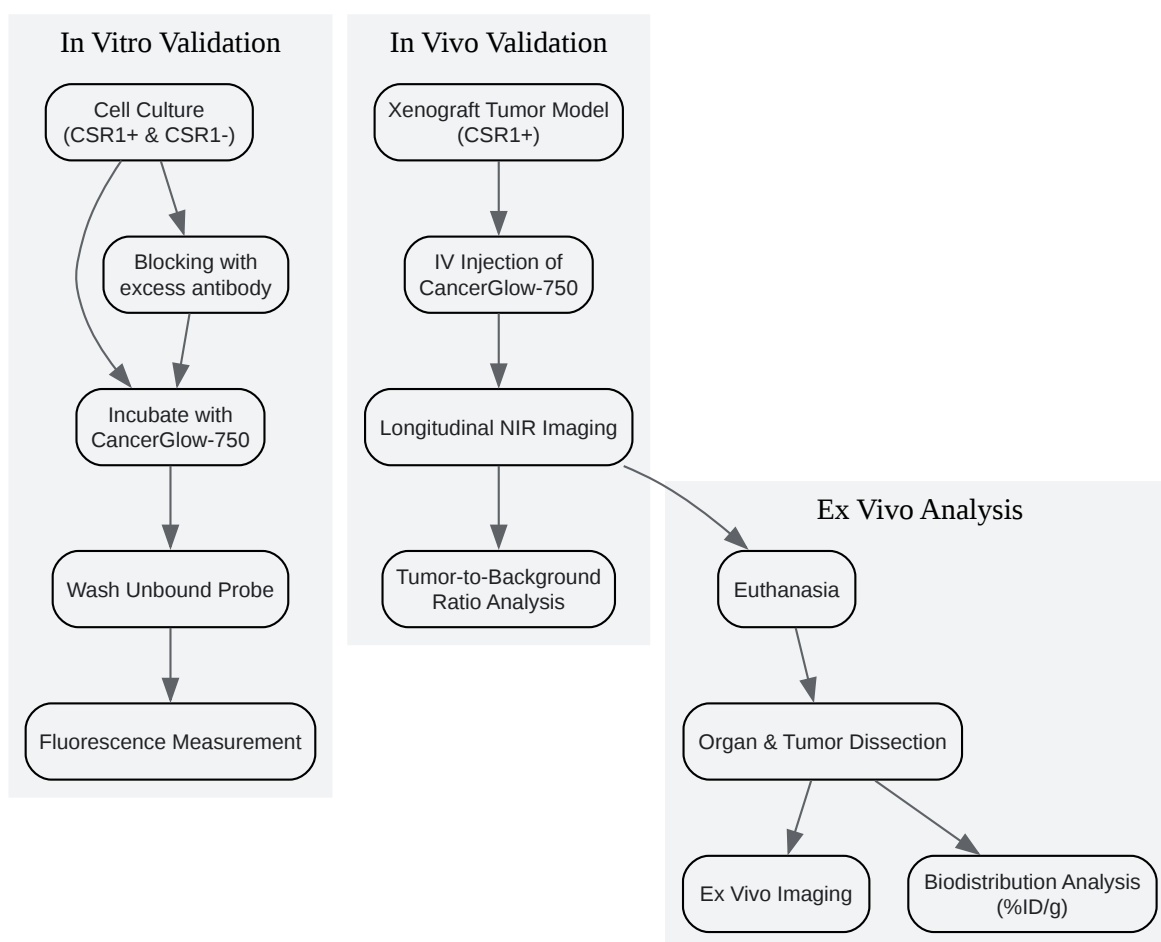 In Vitro Validation
Cell Culture
(CSR1+ & CSR1-)
Blocking with
excess antibody
Incubate with
CancerGlow-750
Wash Unbound Probe
Fluorescence Measurement
In Vivo Validation
Xenograft Tumor Model
(CSR1+)
IV Injection of
CancerGlow-750
Longitudinal NIR Imaging
Tumor-to-Background
Ratio Analysis
Ex Vivo Analysis
Euthanasia
Organ & Tumor Dissection
Ex Vivo Imaging
Biodistribution Analysis
(%ID/g)